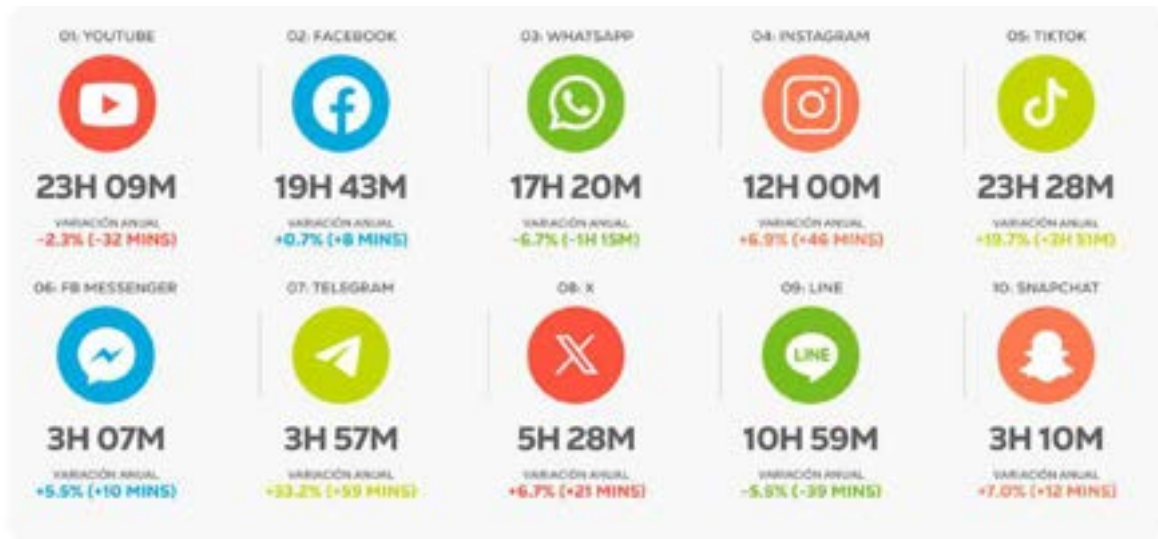 01: YOUTUBE
02: FACEBOOK
03: WHATSAPP
04: INSTAGRAM
05: TIKTOK
23H 09M
19H 43M
17H 20M
12H 00M
23H 28M
VARIACIÓN ANUAL
VARIACIÓN ANUAL
VARIACIÓN ANUAL
VARIACIÓN ANUAL
VARIACIÓN ANUAL
-2.3% (-32 MINS)
+0.7% (+8 MINS)
-6.7% (-1H 15M)
+6.9% (+46 MINS)
+19.7% (+3H 51M)
06: FB MESSENGER
07: TELEGRAM
08: X
09: LINE
10: SNAPCHAT
LINE
3H 07M
3H 57M
5H 28M
10H 59M
3H 10M
VARIACIÓN ANUAL
VARIACIÓN ANUAL
VARIACIÓN ANUAL
VARIACIÓN ANUAL
VARIACIÓN ANUAL
+5.5% (+10 MINS)
+33.2% (+59 MINS)
+6.7% (+21 MINS)
-5.5% (-39 MINS)
+7.0% (+12 MINS)